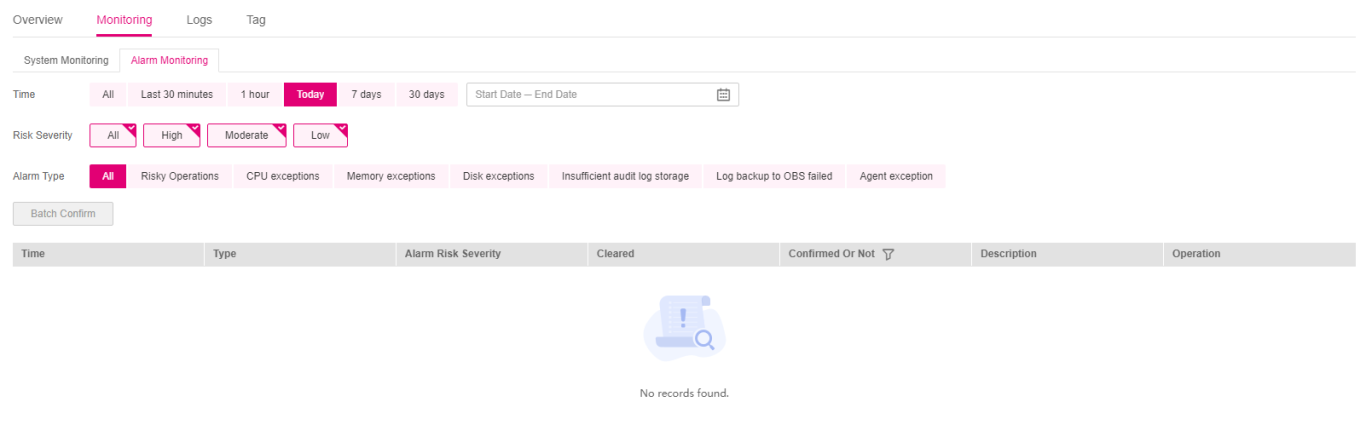 Overview Monitoring Logs Tag
System Monitoring Alarm Monitoring
Time All Last 30 minutes 1 hour Today 7 days 30 days Start Date — End Date
Risk Severity All High Moderate Low
Alarm Type All Risky Operations CPU exceptions Memory exceptions Disk exceptions Insufficient audit log storage Log backup to OBS failed Agent exception
Batch Confirm
Time Type Alarm Risk Severity Cleared Confirmed Or Not Description Operation
No records found.